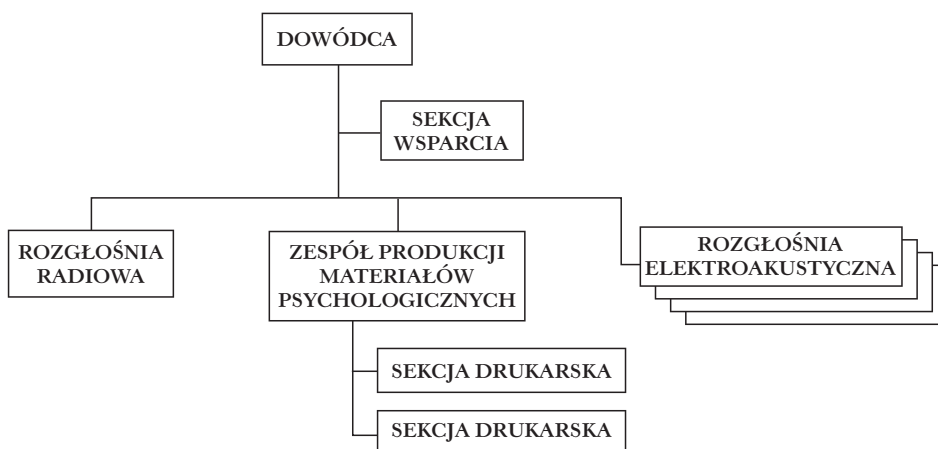 DOWÓDCA
SEKCJA
WSPARCIA
ROZGŁOŚNIA
RADIOWA
ZESPÓŁ PRODUKCJI
MATERIAŁÓW
PSYCHOLOGICZNYCH
ROZGŁOŚNIA
ELEKTROAKUSTYCZNA
SEKCJA DRUKARSKA
SEKCJA DRUKARSKA